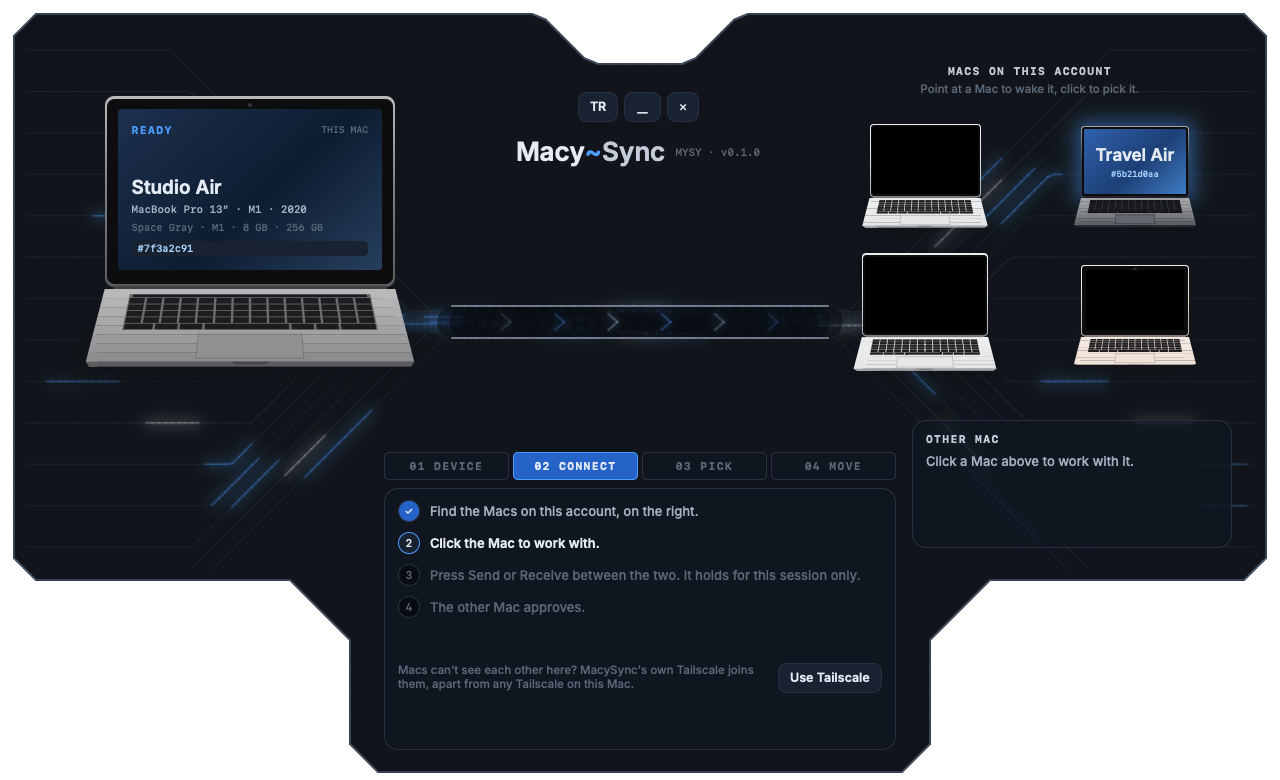 TR _ ×
Macy~Sync MYSY · v0.1.0
READY THIS MAC
Studio Air
MacBook Pro 13″ · M1 · 2020
Space Gray · M1 · 8 GB · 256 GB
#7f3a2c91
MACS ON THIS ACCOUNT
Point at a Mac to wake it, click to pick it.
Travel Air
#5b21d0aa
OTHER MAC
Click a Mac above to work with it.
01 DEVICE 02 CONNECT 03 PICK 04 MOVE
Find the Macs on this account, on the right.
2 Click the Mac to work with.
3 Press Send or Receive between the two. It holds for this session only.
4 The other Mac approves.
Macs can't see each other here? MacySync's own Tailscale joins
them, apart from any Tailscale on this Mac.
Use Tailscale